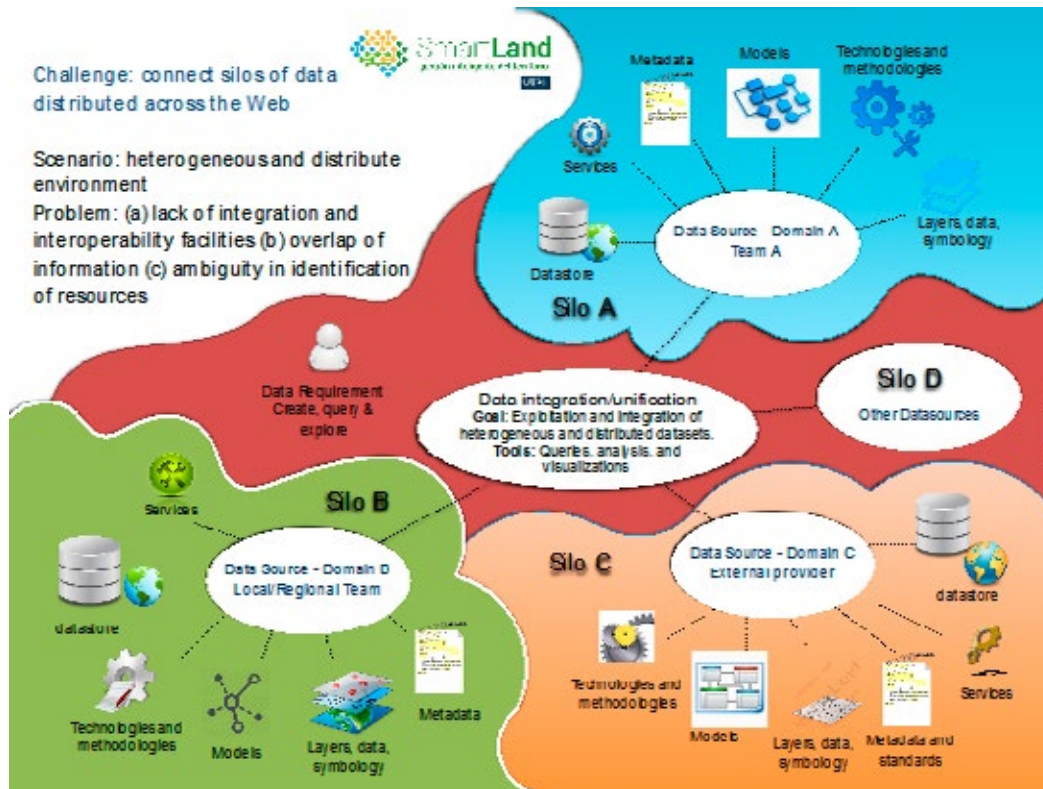 Challenge: connect silos of data
distributed across the Web
SmartLand
Scenario: heterogeneous and distribute
environment
Problem: (a) lack of integration and
interoperability facilities (b) overlap of
information (c) ambiguity in identification
of resources
Metadata
Models
Technologies and
methodologies
Services
Datastore
Layers, data,
symbology
Data Source - Domain A
Team A
Silo A
Data Requirement
Create, query &
explore
Data integration/unification
Goal: Exploitation and integration of
heterogeneous and distributed datasets.
Tools: Queries, analysis, and
visualizations
Silo D
Other Datasources
Services
Silo B
Data Source - Domain
Local/Regional Team
datastore
Technologies and
methodologies
Models
Layers, data,
symbology
Metadata
Silo C
Data Source - Domain C
External provider
datastore
Technologies and
methodologies
Models
Layers, data,
symbology
Metadata and
standards
Services